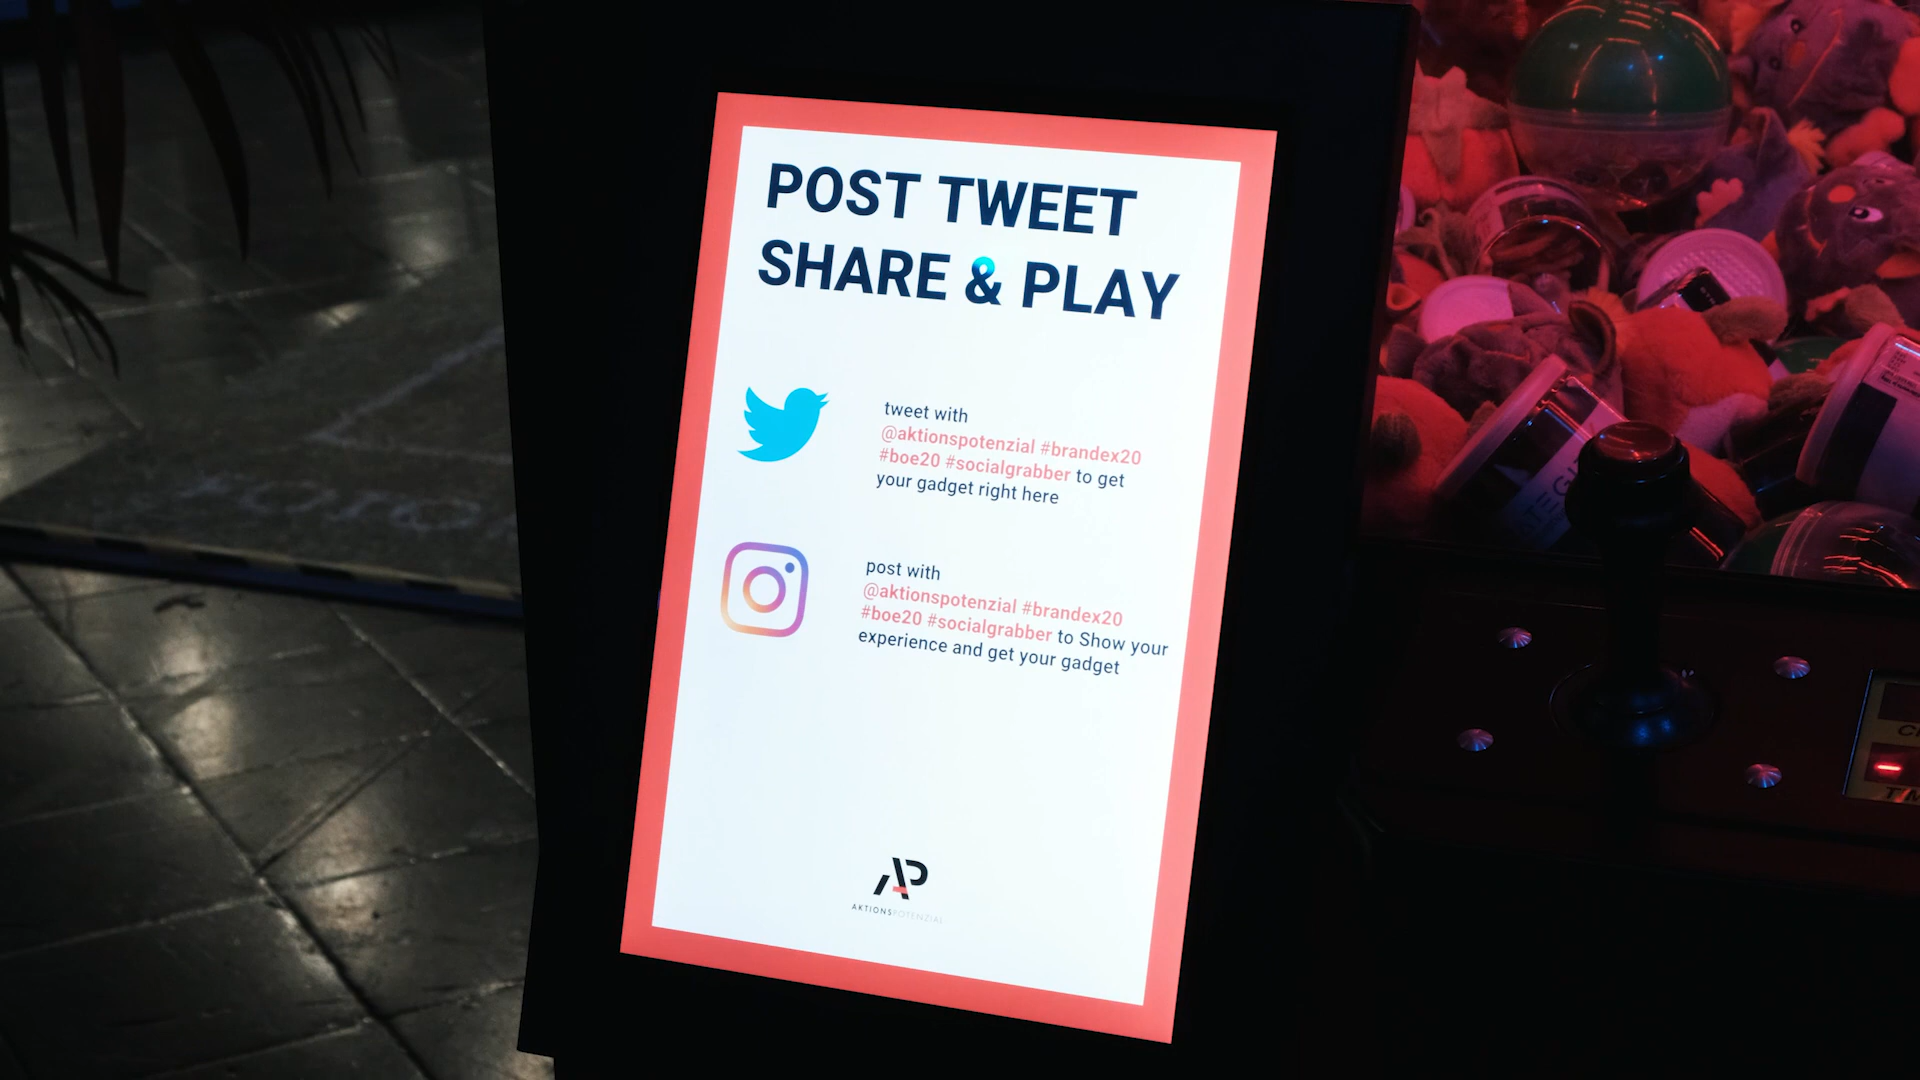 POST TWEET
SHARE & PLAY
tweet with
@aktionspotenzial #brandex20
#boe20 #socialgrabber to get
your gadget right here
post with
@aktionspotenzial #brandex20
#boe20 #socialgrabber to Show your
experience and get your gadget
AP
AKTIONSPOTENZIAL